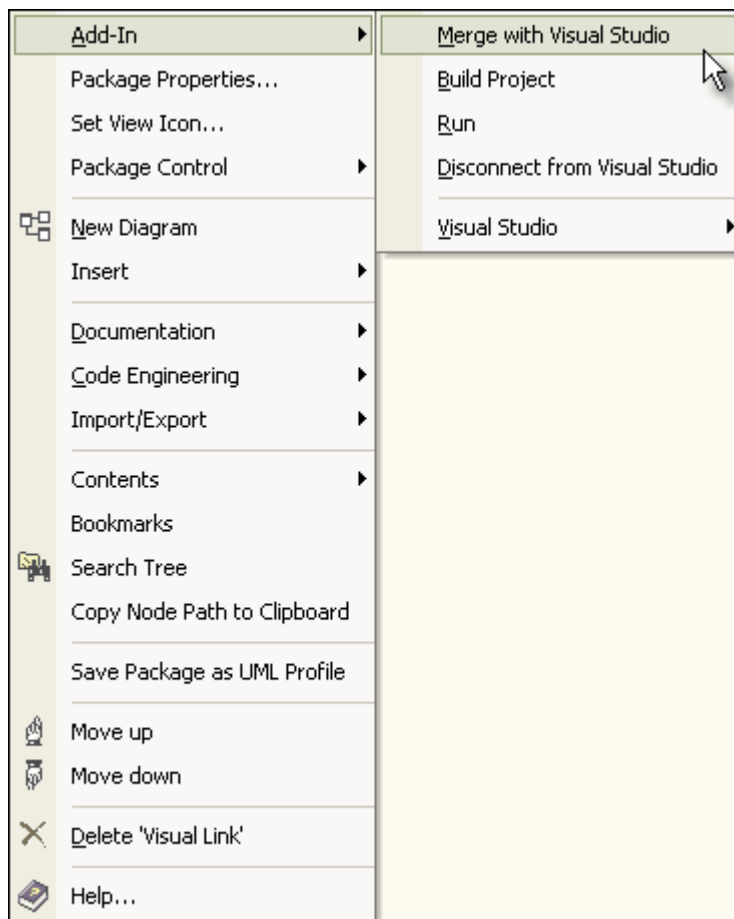 Add-In
Package Properties...
Set View Icon...
Package Control
New Diagram
Insert
Documentation
Code Engineering
Import/Export
Contents
Bookmarks
Search Tree
Copy Node Path to Clipboard
Save Package as UML Profile
Move up
Move down
Delete 'Visual Link'
Help...
Merge with Visual Studio
Build Project
Run
Disconnect from Visual Studio
Visual Studio